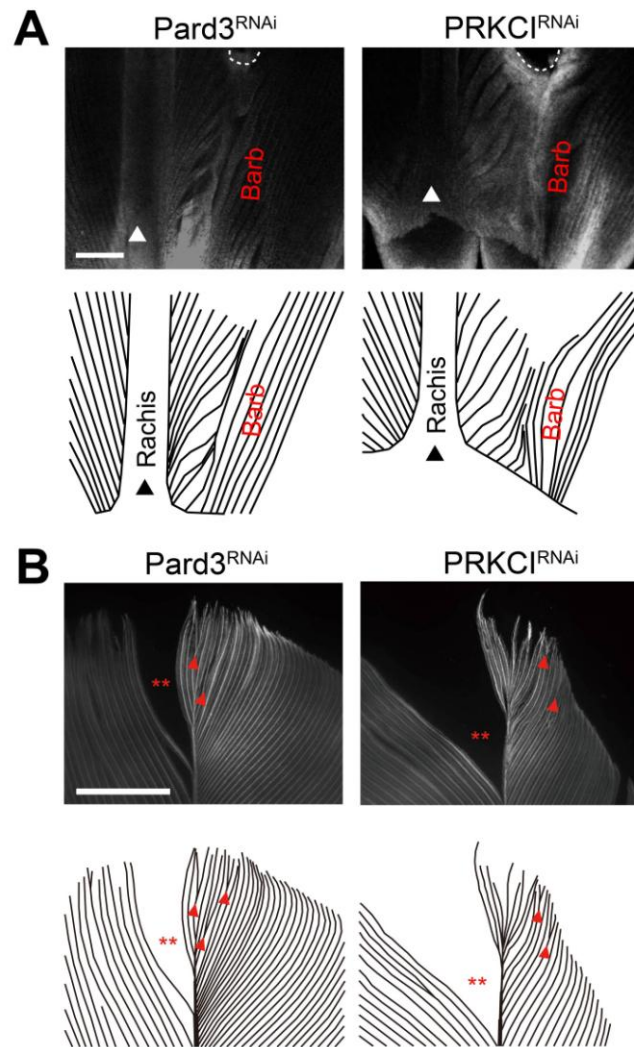 A
Pard3RNAi
PRKCIRNAi
Barb
Barb
Rachis
Barb
Rachis
Barb
B
Pard3RNAi
PRKCIRNAi
**
**
**
**